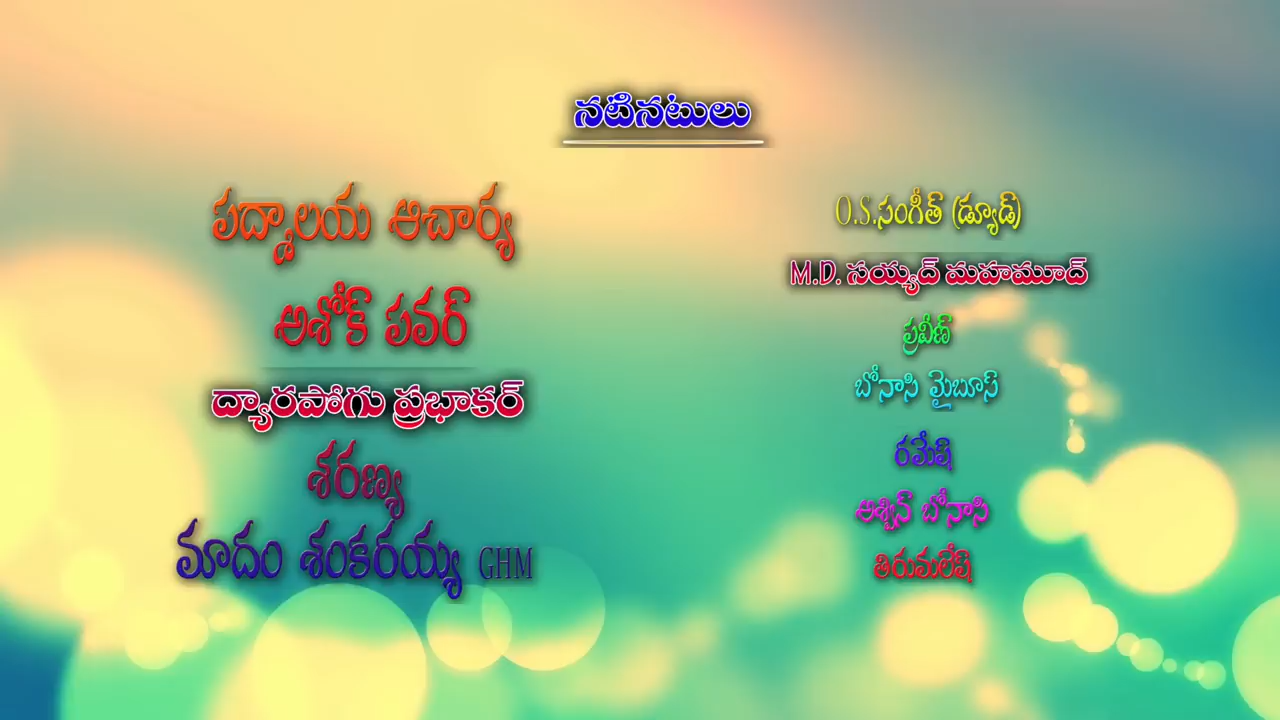 నటినటులు
పద్మాలయ ఆచార్య
అశోక్ పవర్
ద్యారపోగు ప్రభాకర్
శరణ్య
మాదం శంకరయ్య GHM
O.S.సంగీత్ (డ్యూడ్)
M.D. సయ్యద్ మహమూద్
ప్రవీణ్
బోనాసి మైబూస్
రమేష్
అశ్విన్ బోనాసి
తిరుమలేష్